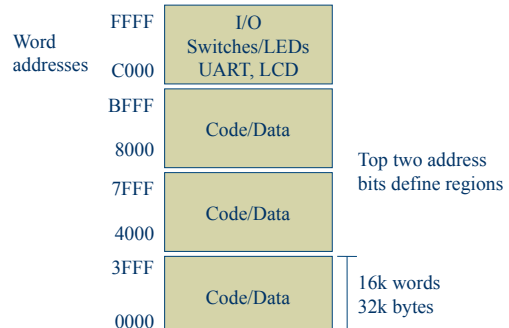 Word
addresses
FFFF
I/O
Switches/LEDs
UART, LCD
C000
BFFF
Code/Data
8000
7FFF
Code/Data
4000
Top two address
bits define regions
3FFF
Code/Data
0000
16k words
32k bytes